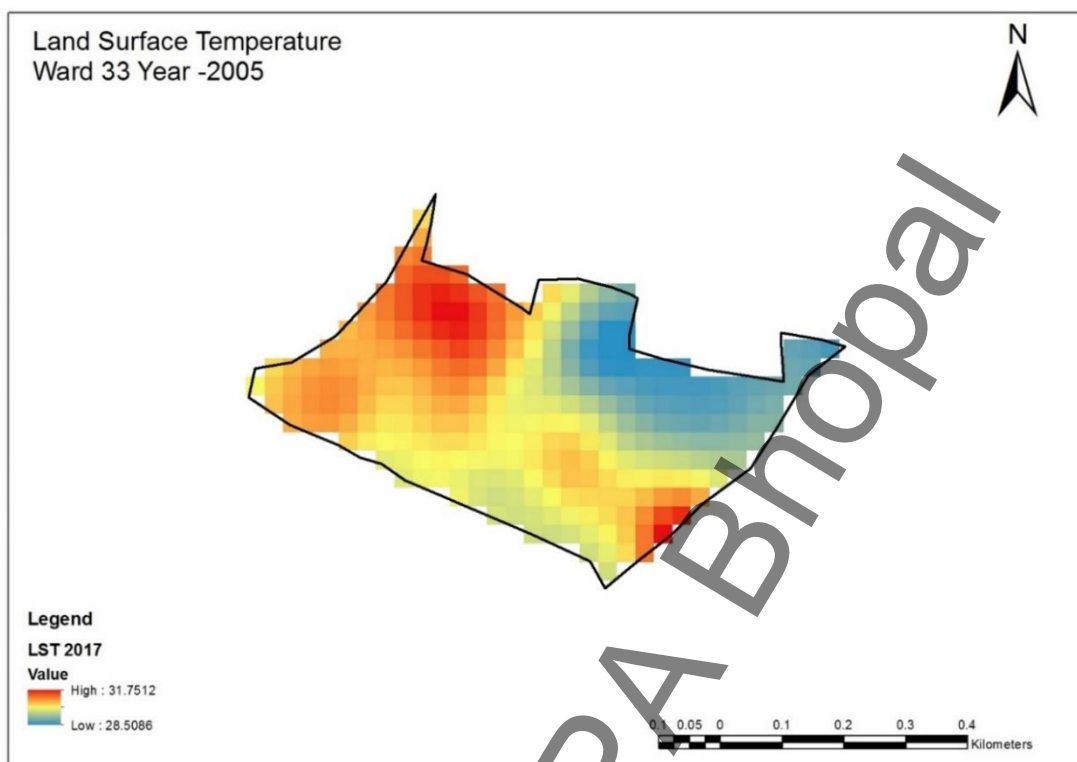 Land Surface Temperature
Ward 33 Year -2005
N
Legend
LST 2017
Value
High : 31.7512
Low : 28.5086
0.1 0.05 0 0.1 0.2 0.3 0.4
Kilometers
PA Bhopal